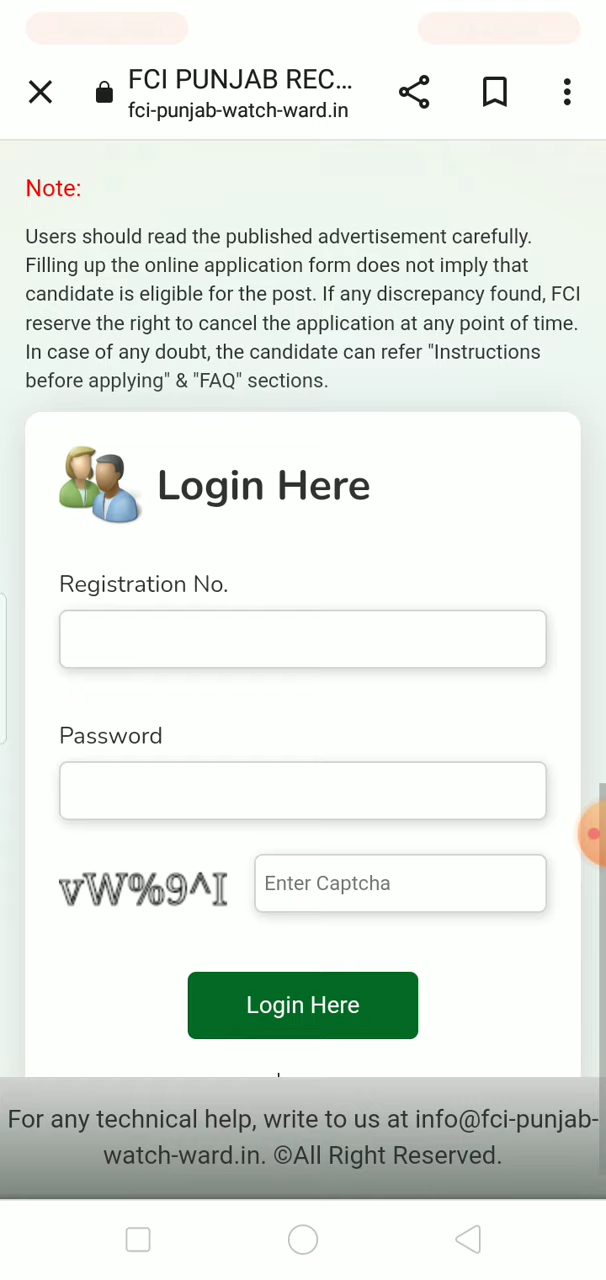 FCI PUNJAB REC...
fci-punjab-watch-ward.in
Note:
Users should read the published advertisement carefully.
Filling up the online application form does not imply that
candidate is eligible for the post. If any discrepancy found, FCI
reserve the right to cancel the application at any point of time.
In case of any doubt, the candidate can refer "Instructions
before applying" & "FAQ" sections.
Login Here
Registration No.
Password
vW%9^I
Enter Captcha
Login Here
For any technical help, write to us at info@fci-punjab-
watch-ward.in. ©All Right Reserved.